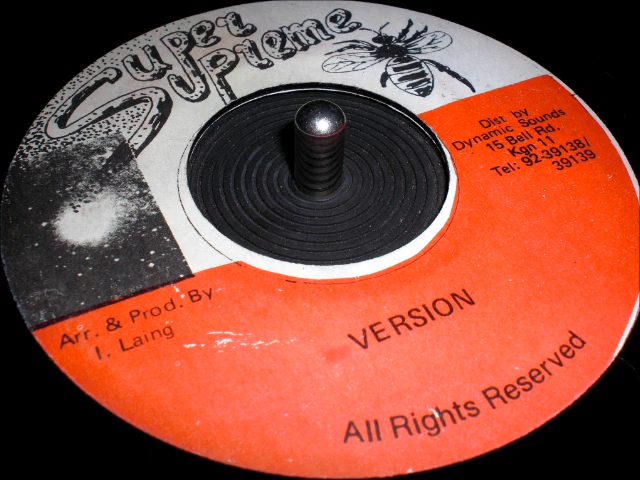 Super
Supreme
Dist by
Dynamic Sounds
15 Bell Rd.
Kgn 11
Tel: 92-39138/
39139
Arr. & Prod. By
I. Laing
VERSION
All Rights Reserved